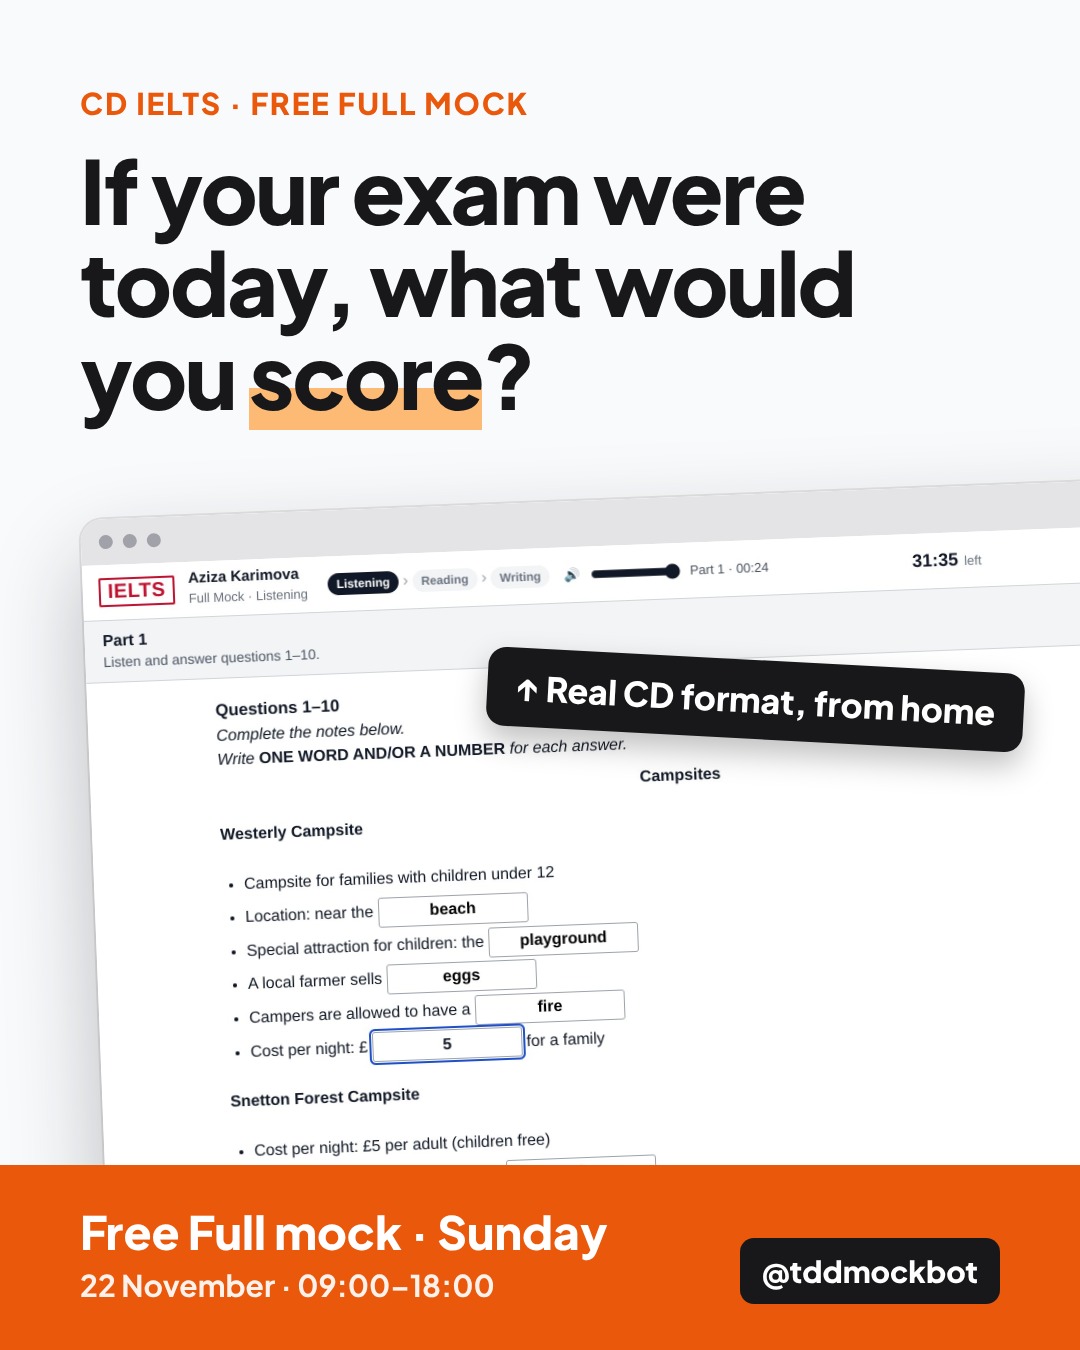 CD IELTS · FREE FULL MOCK
If your exam were
today, what would
you score?
IELTS
Aziza Karimova
Full Mock · Listening
Listening › Reading › Writing
Part 1 · 00:24
31:35 left
Part 1
Listen and answer questions 1–10.
↑ Real CD format, from home
Questions 1–10
Complete the notes below.
Write ONE WORD AND/OR A NUMBER for each answer.
Campsites
Westerly Campsite
• Campsite for families with children under 12
• Location: near the beach
• Special attraction for children: the playground
• A local farmer sells eggs
• Campers are allowed to have a fire
• Cost per night: £ 5 for a family
Snetton Forest Campsite
• Cost per night: £5 per adult (children free)
Free Full mock · Sunday
22 November · 09:00–18:00
@tddmockbot